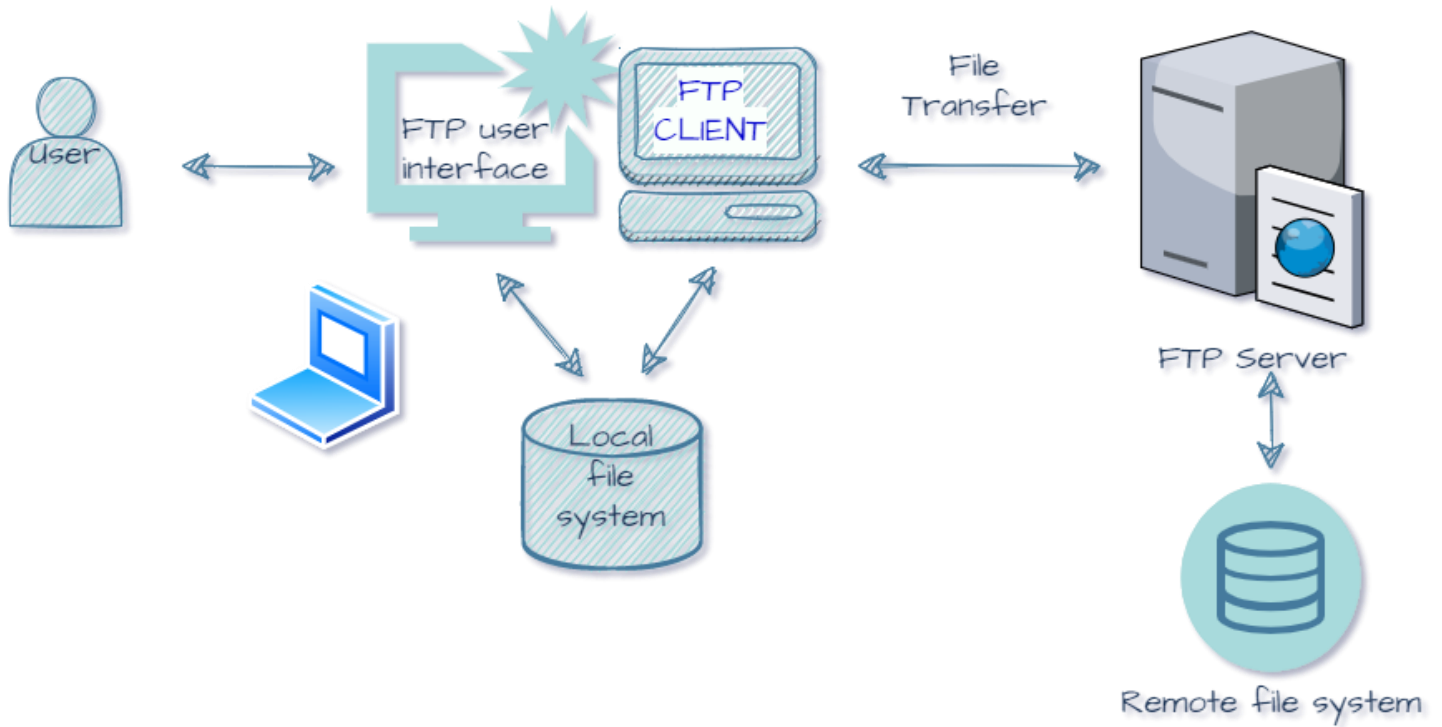 User
FTP user
interface
FTP
CLIENT
File
Transfer
FTP Server
Local
file
system
Remote file system